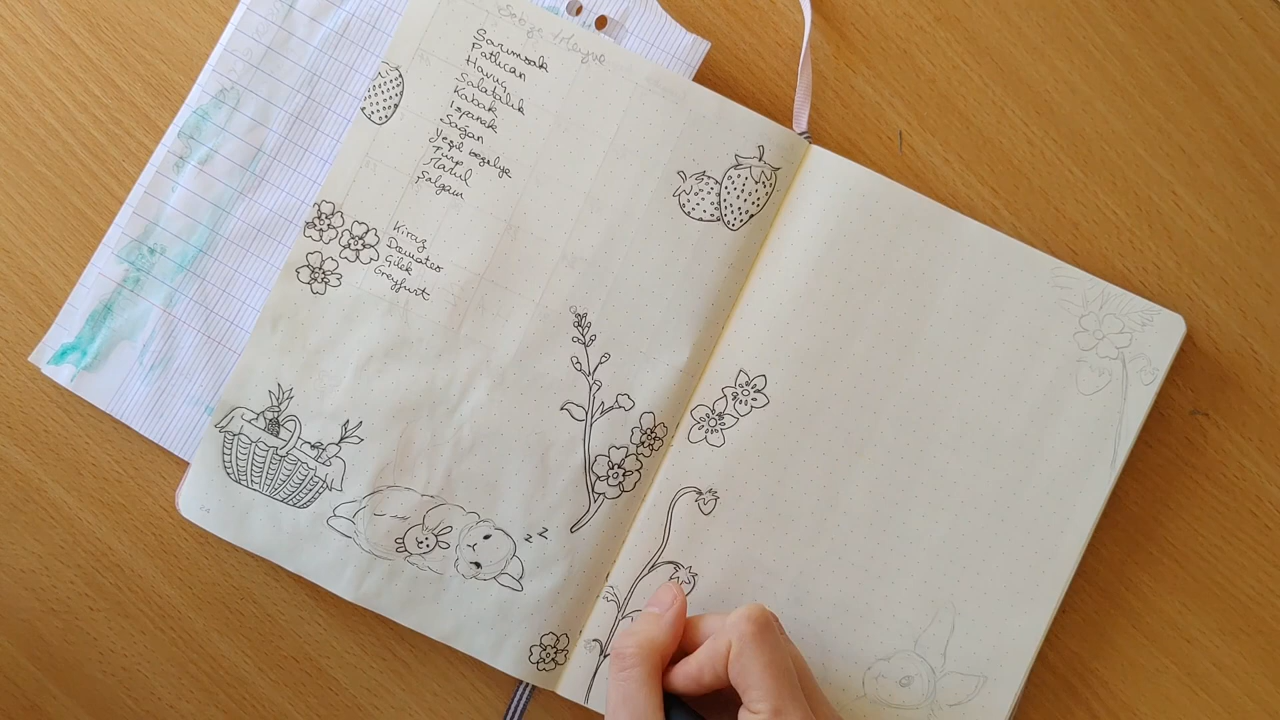 Sebze / Meyve
Sarımsak
Patlıcan
Havuç
Salatalık
Kabak
Ispanak
Soğan
Yeşil bezelye
Turp
Marul
Şalgam
Kiraz
Domates
Çilek
Greyfurt
z z z